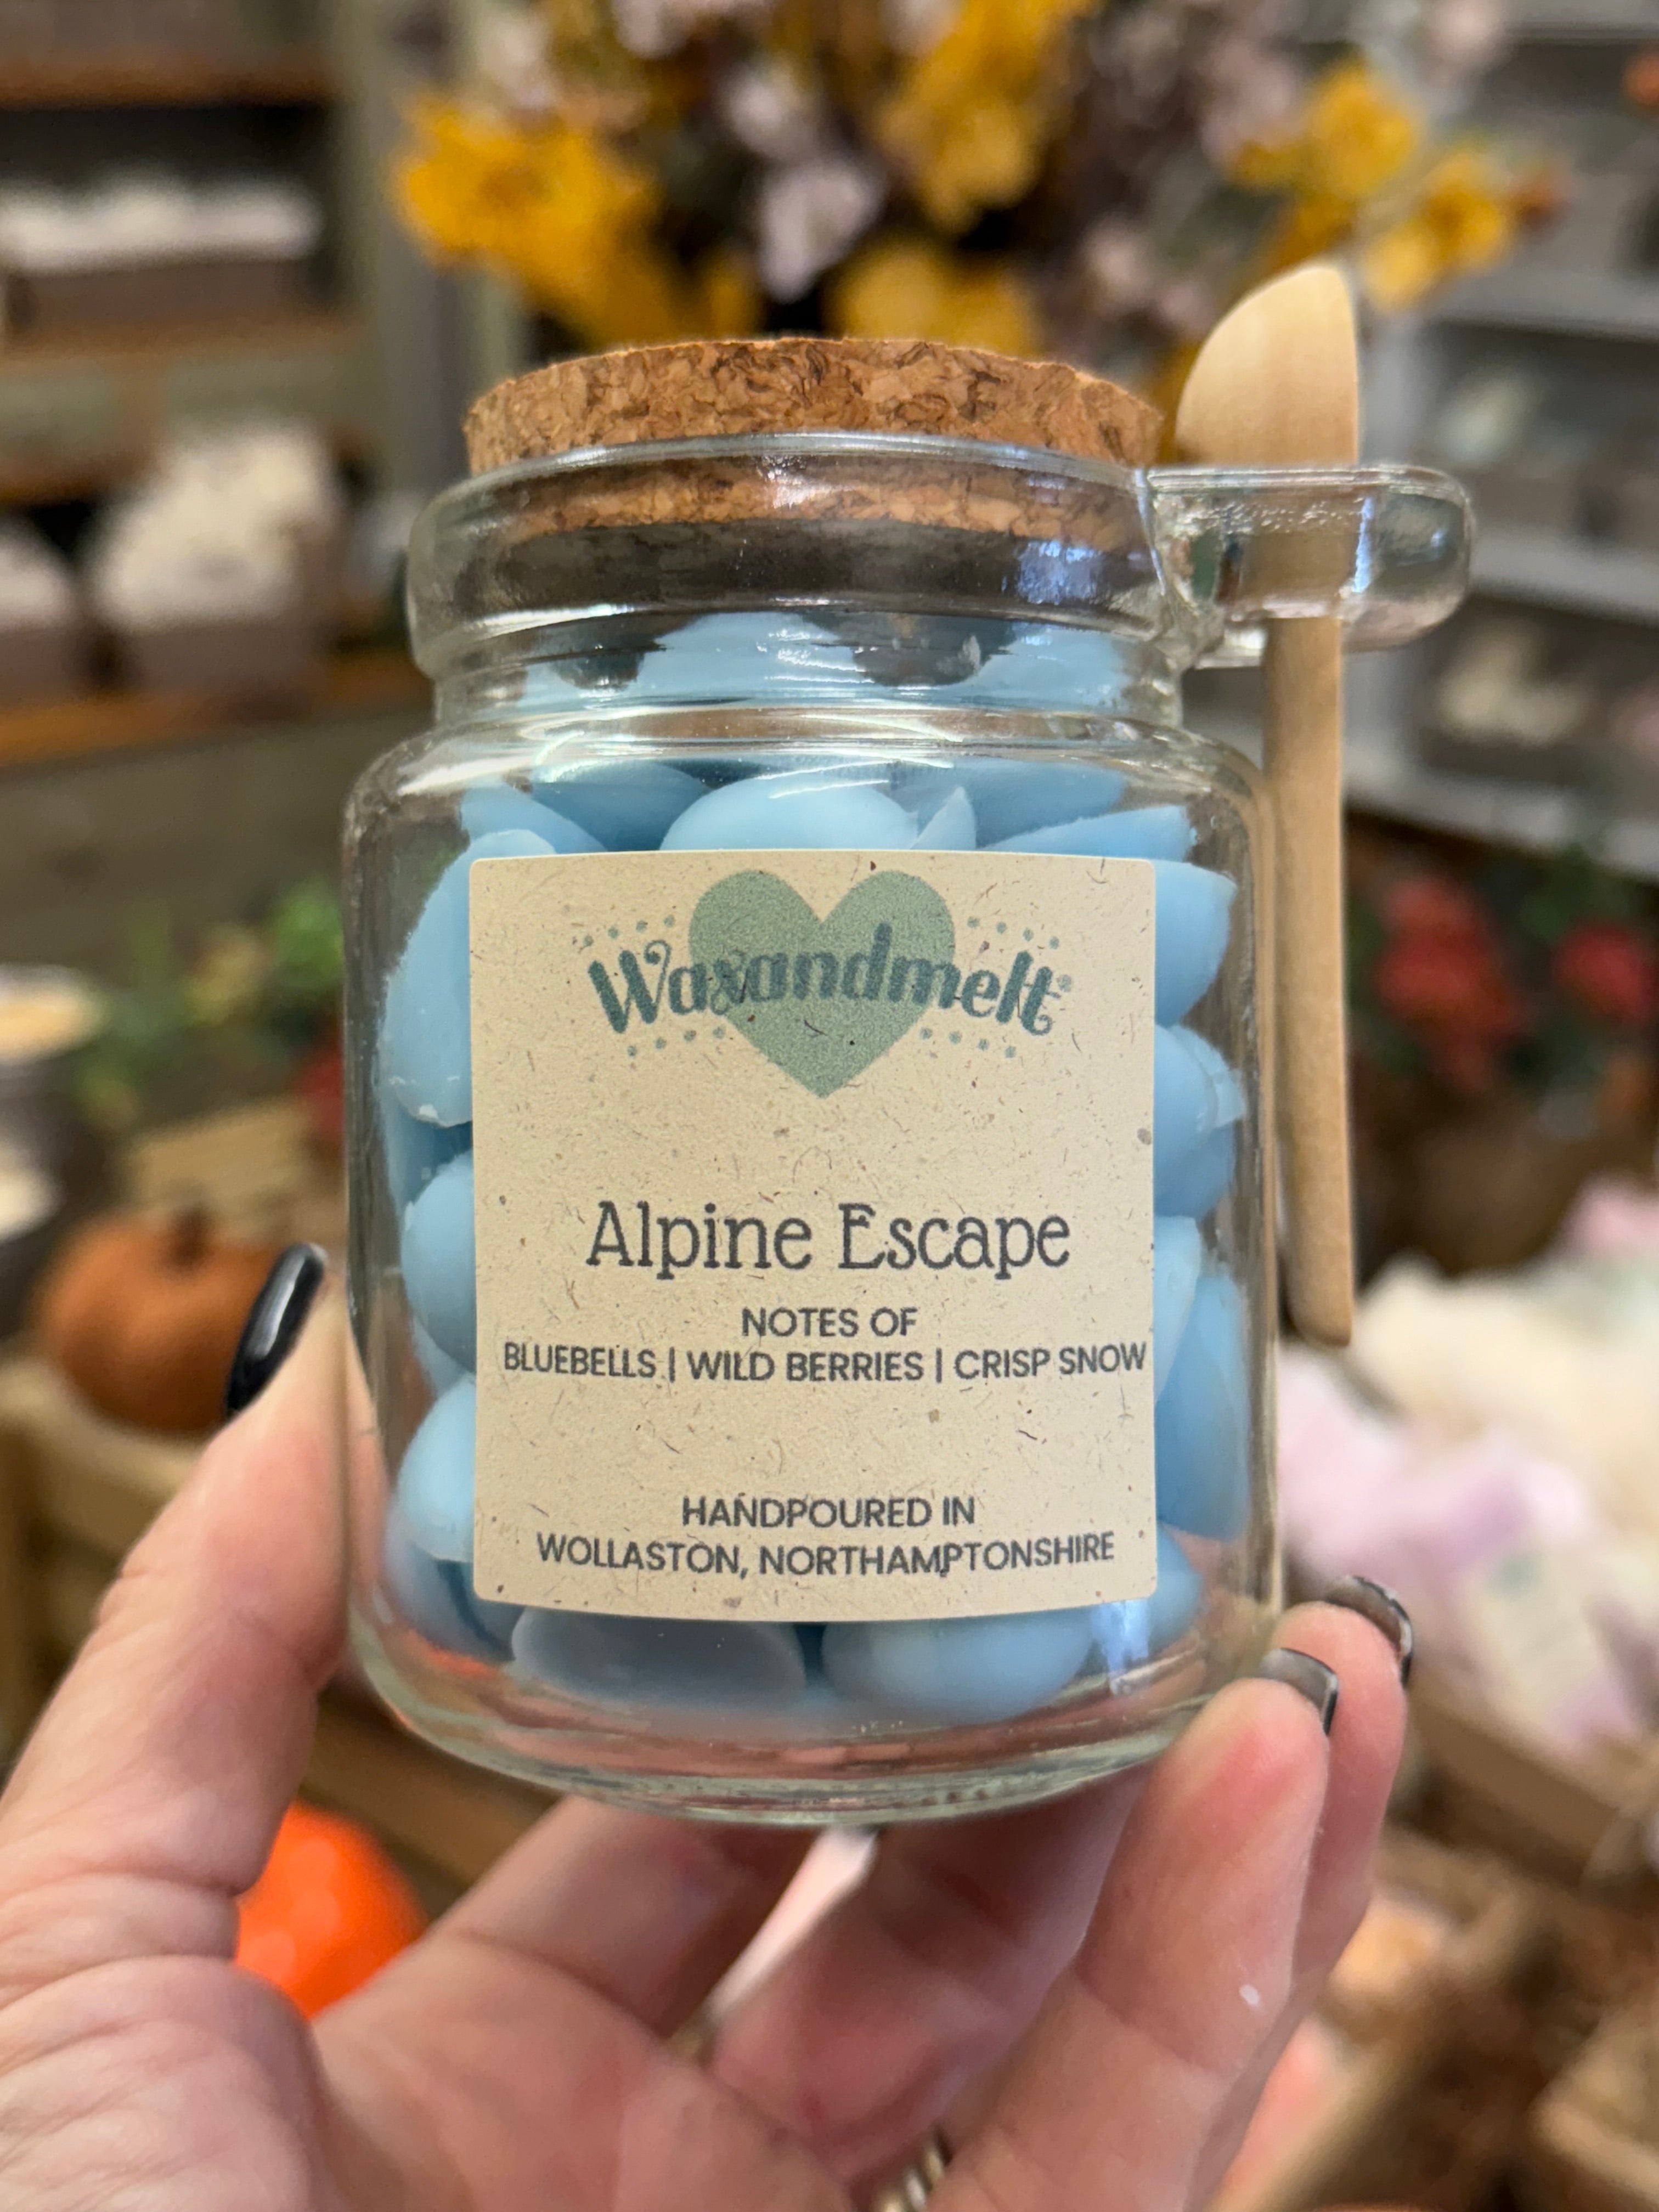 Waxandmelt
Alpine Escape
NOTES OF
BLUEBELLS | WILD BERRIES | CRISP SNOW
HANDPOURED IN
WOLLASTON, NORTHAMPTONSHIRE